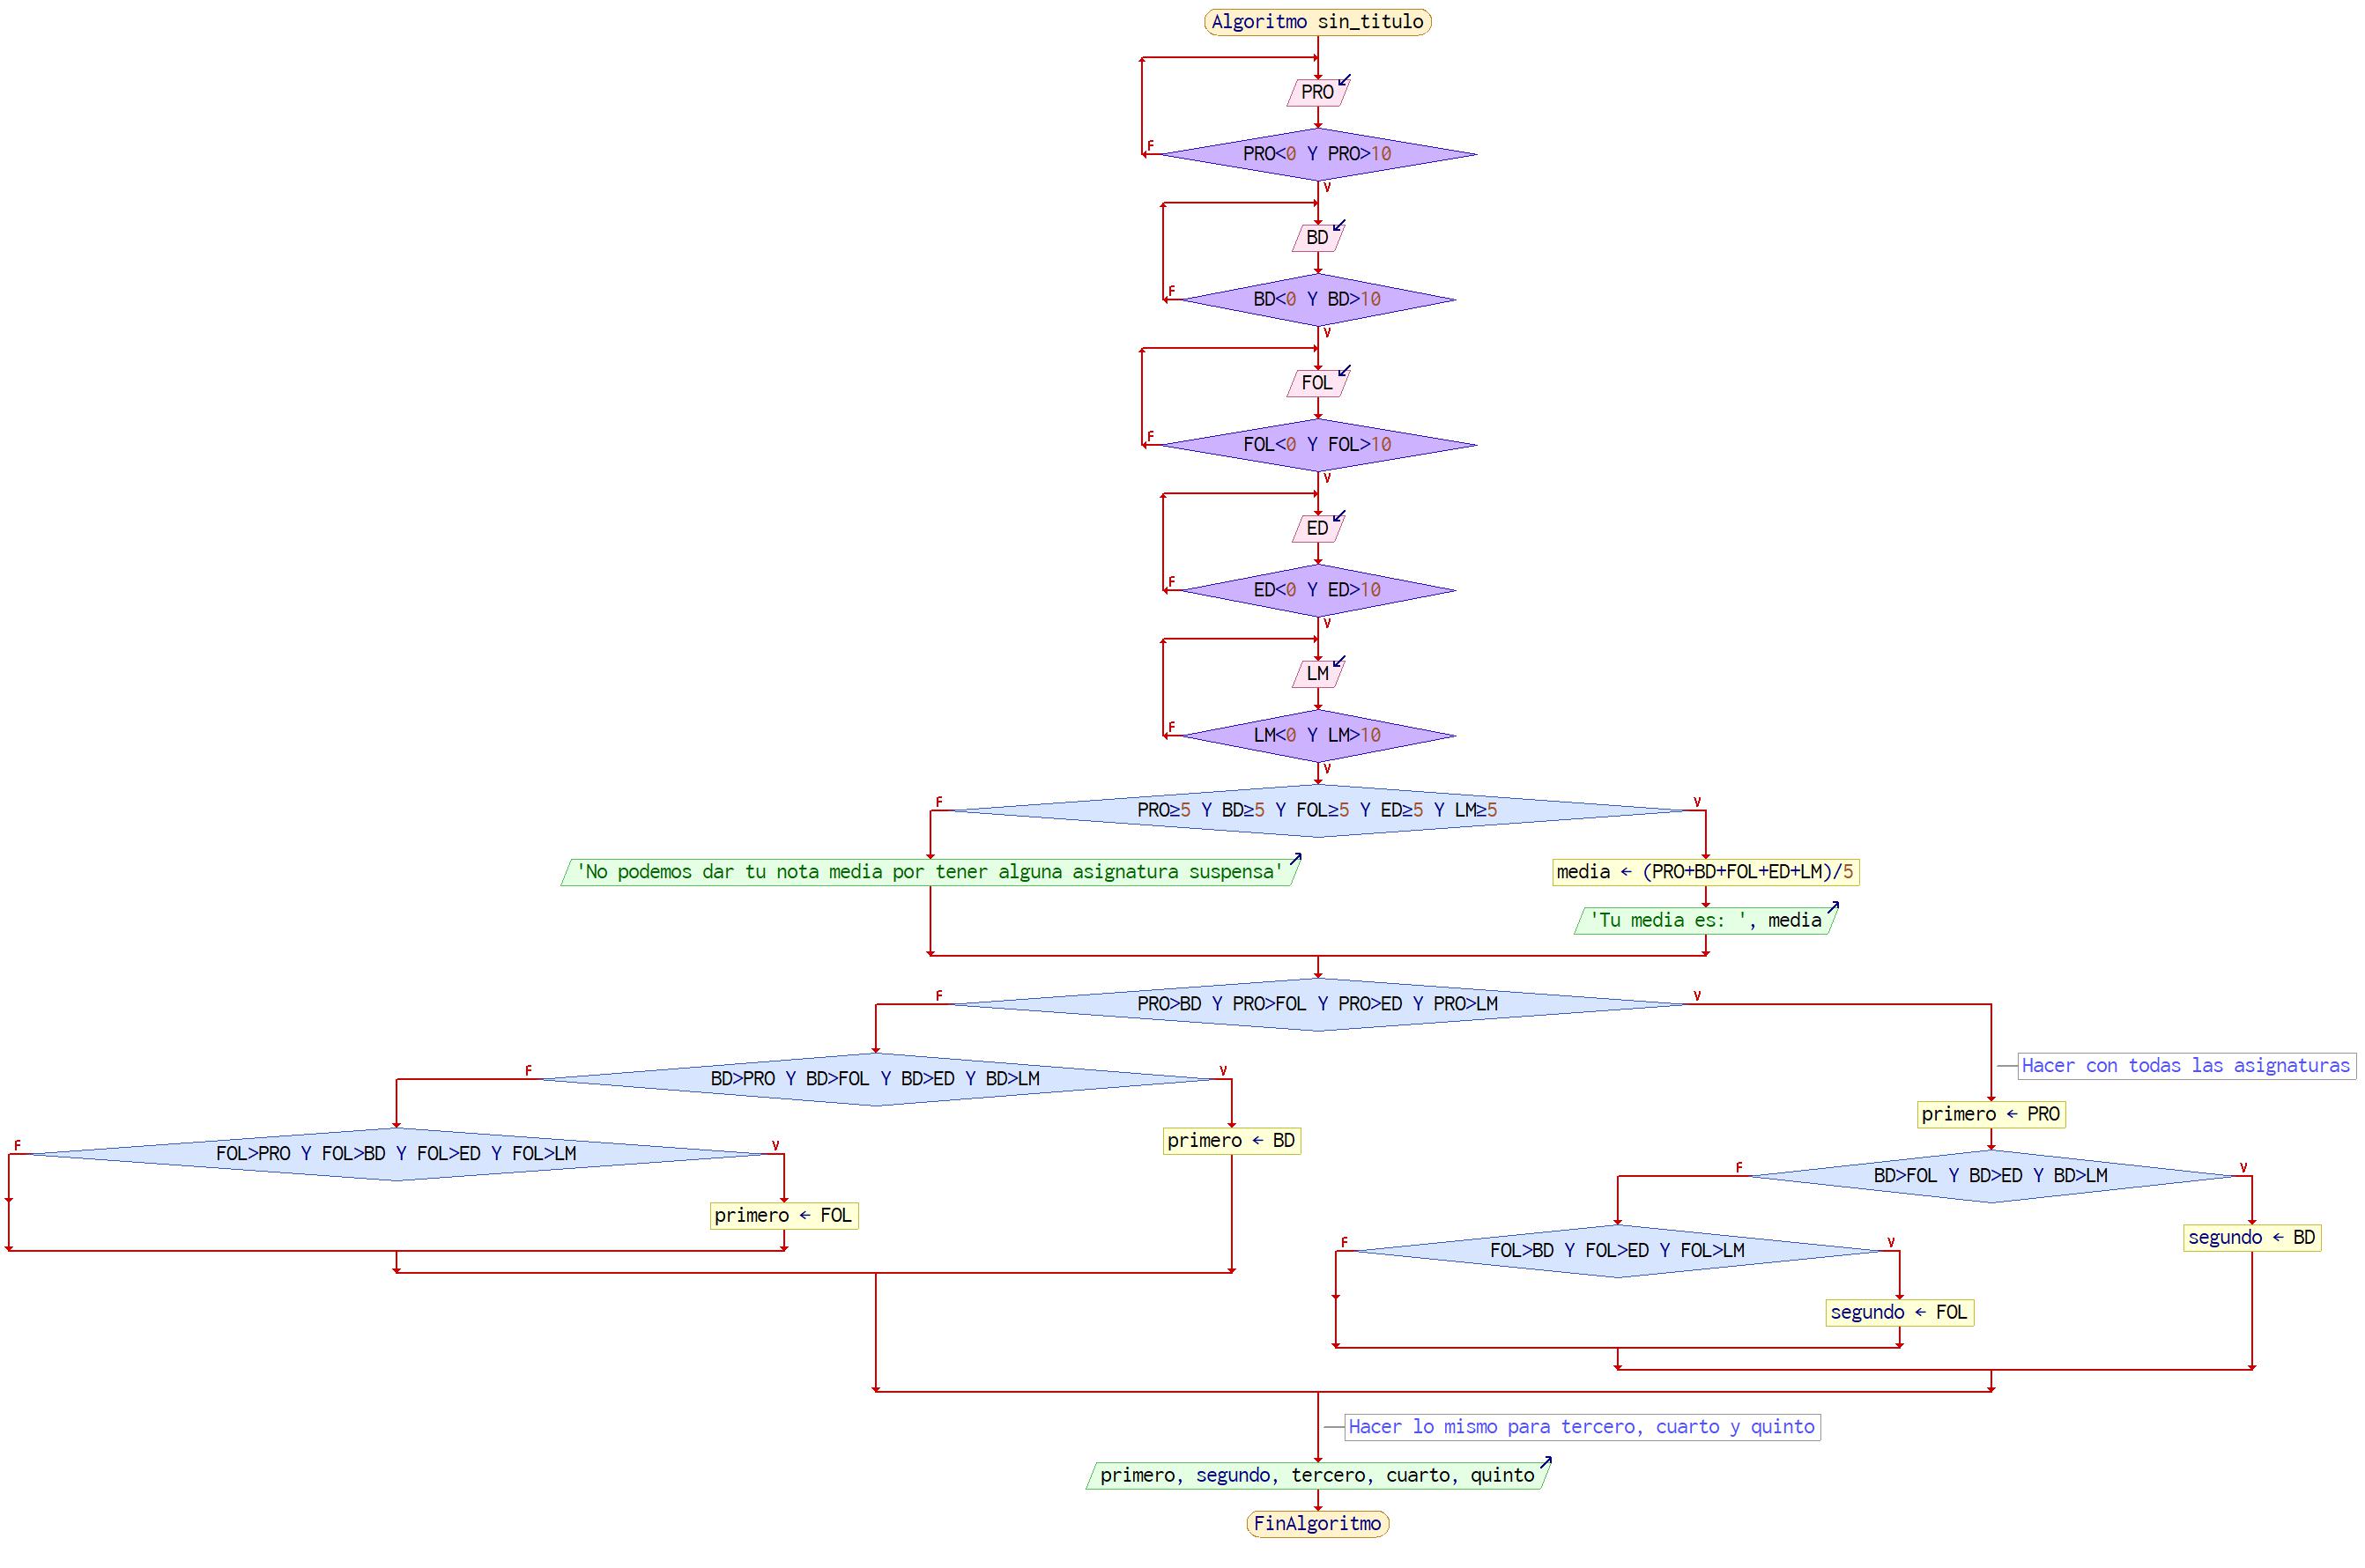 Algoritmo sin_titulo
PRO
PRO<0 Y PRO>10
F
V
BD
BD<0 Y BD>10
F
V
FOL
FOL<0 Y FOL>10
F
V
ED
ED<0 Y ED>10
F
V
LM
LM<0 Y LM>10
F
V
PRO≥5 Y BD≥5 Y FOL≥5 Y ED≥5 Y LM≥5
F
V
'No podemos dar tu nota media por tener alguna asignatura suspensa'
media ← (PRO+BD+FOL+ED+LM)/5
'Tu media es: ', media
PRO>BD Y PRO>FOL Y PRO>ED Y PRO>LM
F
V
Hacer con todas las asignaturas
BD>PRO Y BD>FOL Y BD>ED Y BD>LM
F
V
primero ← PRO
primero ← BD
FOL>PRO Y FOL>BD Y FOL>ED Y FOL>LM
F
V
BD>FOL Y BD>ED Y BD>LM
F
V
primero ← FOL
segundo ← BD
FOL>BD Y FOL>ED Y FOL>LM
F
V
segundo ← FOL
Hacer lo mismo para tercero, cuarto y quinto
primero, segundo, tercero, cuarto, quinto
FinAlgoritmo